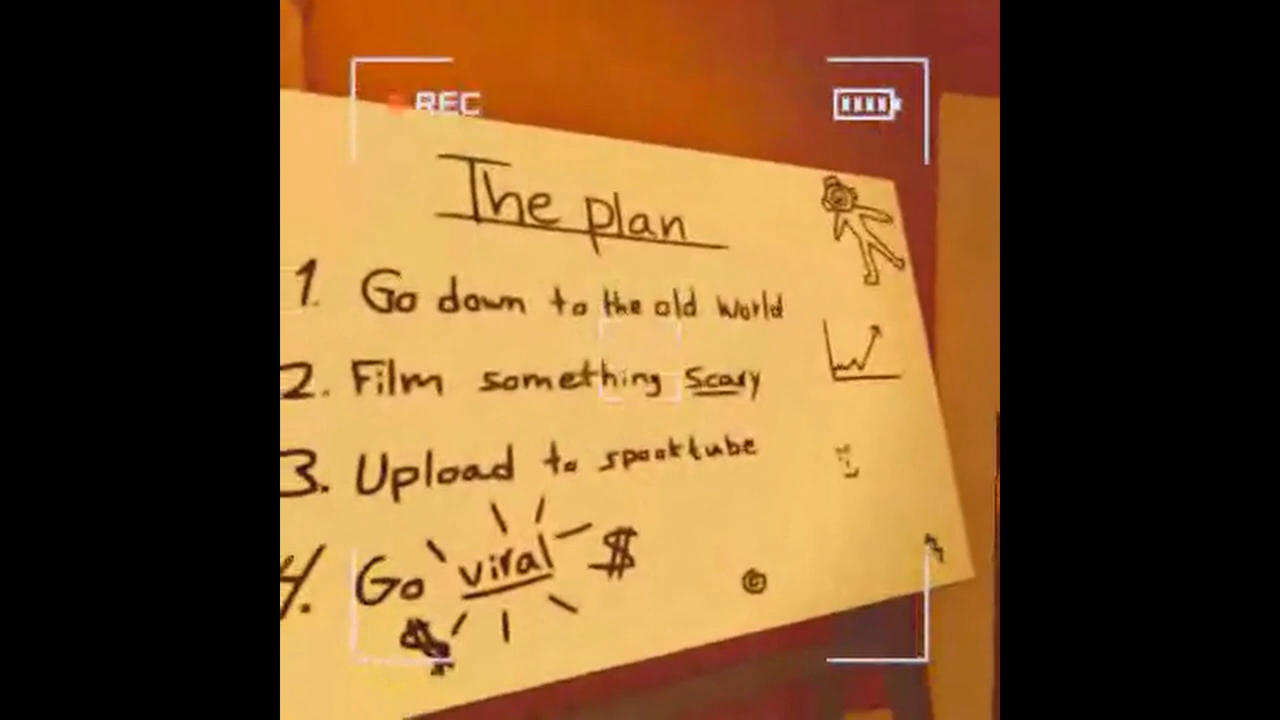 REC
The plan
1. Go down to the old world
2. Film something scary
3. Upload to spooktube
4. Go viral $
$